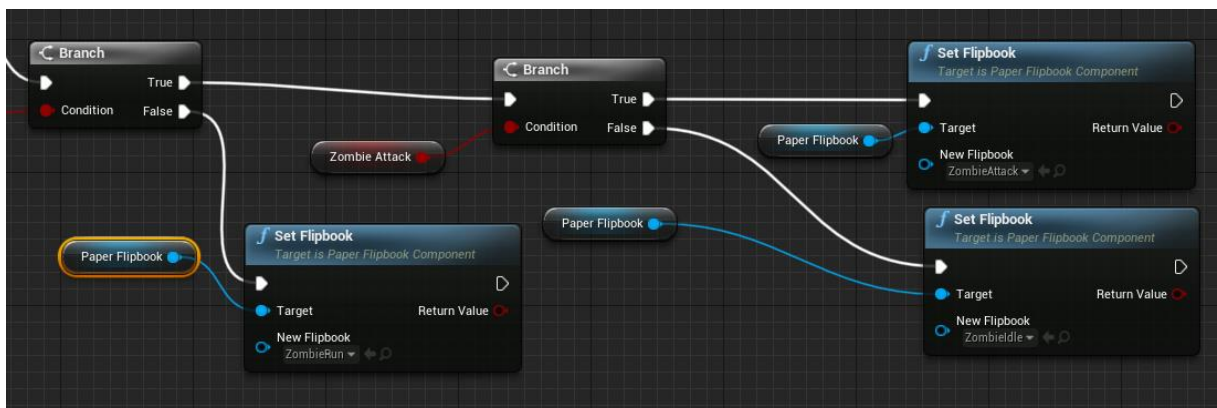 Branch
True
Condition
False
Paper Flipbook
Set Flipbook
Target is Paper Flipbook Component
Target
Return Value
New Flipbook
ZombieRun
Zombie Attack
Branch
True
Condition
False
Paper Flipbook
Set Flipbook
Target is Paper Flipbook Component
Target
Return Value
New Flipbook
ZombieAttack
Paper Flipbook
Set Flipbook
Target is Paper Flipbook Component
Target
Return Value
New Flipbook
ZombieIdle